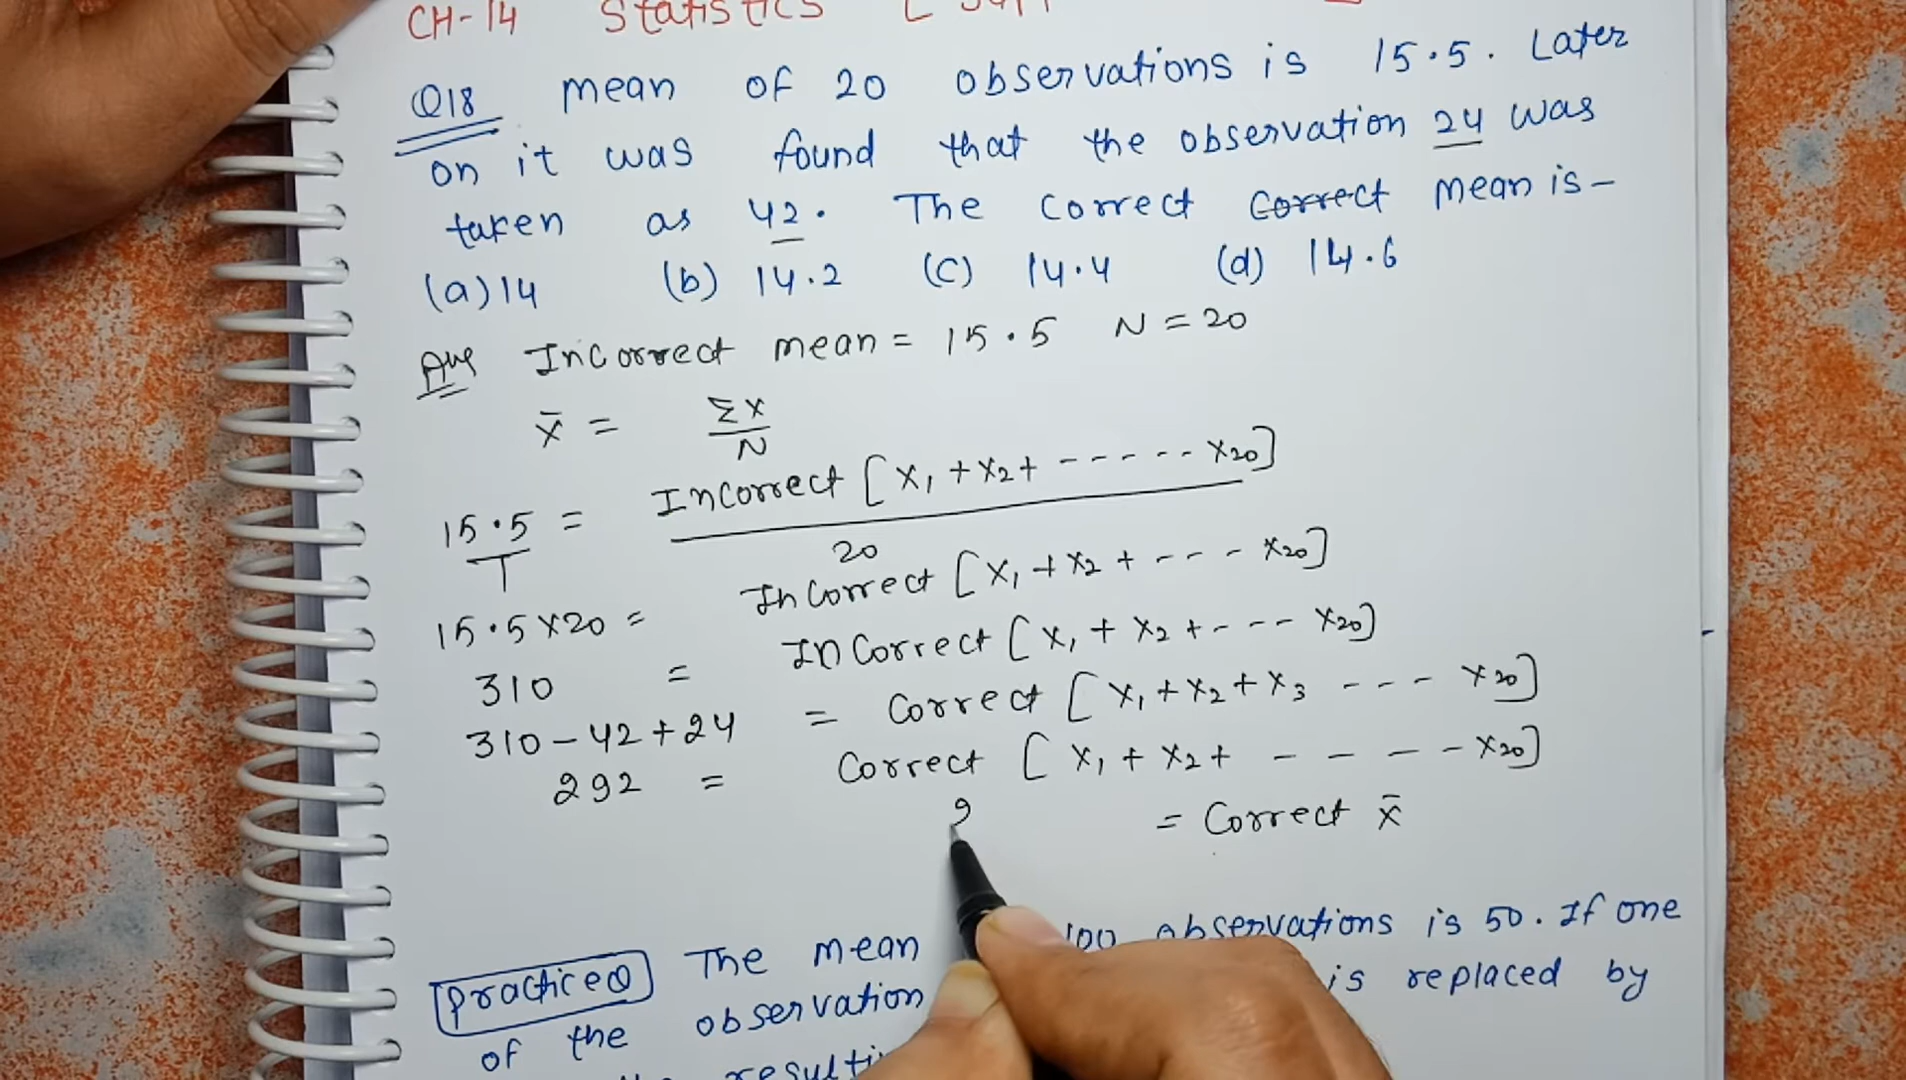 CH-14 Statistics
Q18 mean of 20 observations is 15.5. Later
on it was found that the observation 24 was
taken as 42. The correct correct mean is-
(a) 14 (b) 14.2 (C) 14.4 (d) 14.6
Ans Incorrect mean = 15.5 N = 20
x̄ = Σx/N
15.5/1 = Incorrect [x₁ + x₂ + ------ x₂₀]/20
15.5×20 = Incorrect [x₁ + x₂ + --- x₂₀]
310 = Incorrect [x₁ + x₂ + --- x₂₀]
310-42+24 = Correct [x₁ + x₂ + x₃ --- x₂₀]
292 = Correct [x₁ + x₂ + ---- x₂₀]
= Correct x̄
practice Q The mean 100 observations is 50. If one
of the observation is replaced by